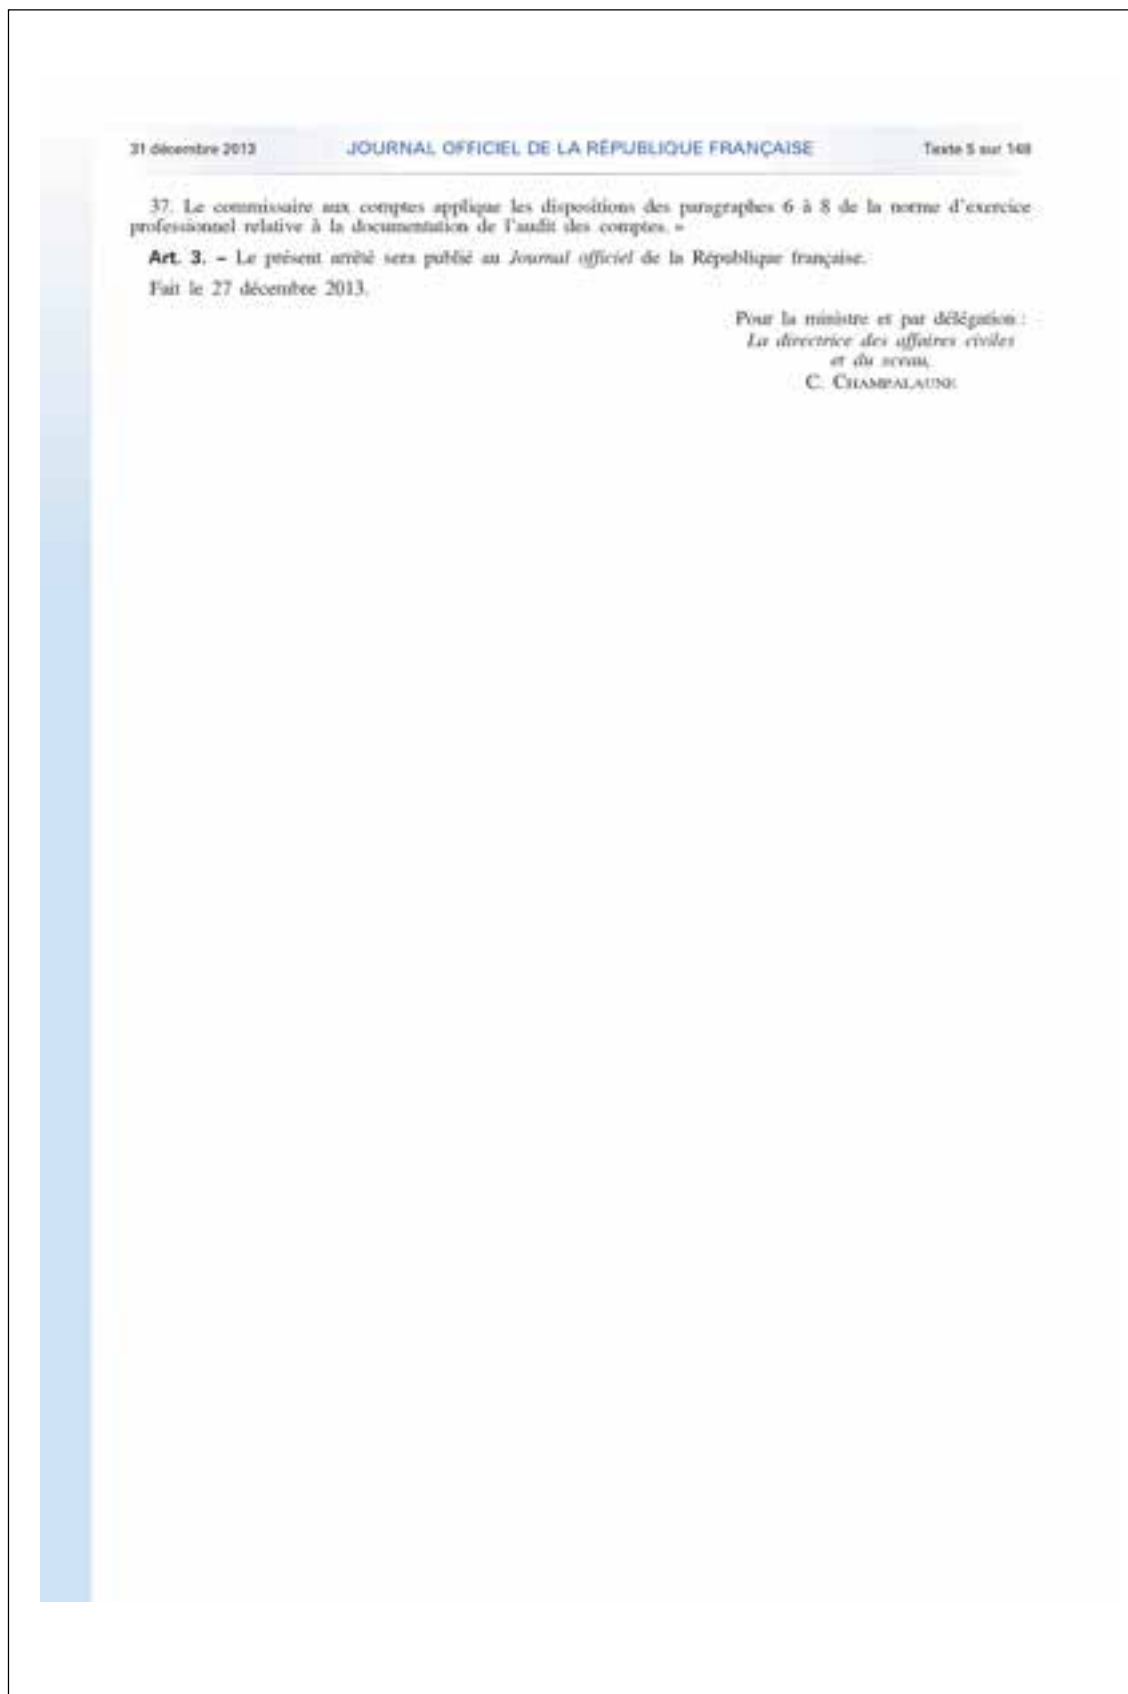 31 décembre 2013 JOURNAL OFFICIEL DE LA RÉPUBLIQUE FRANÇAISE Texte 5 sur 148
37. Le commissaire aux comptes applique les dispositions des paragraphes 6 à 8 de la norme d'exercice
professionnel relative à la documentation de l'audit des comptes. »
Art. 3. – Le présent arrêté sera publié au Journal officiel de la République française.
Fait le 27 décembre 2013.
Pour la ministre et par délégation :
La directrice des affaires civiles
et du sceau,
C. CHAMPALAUNE